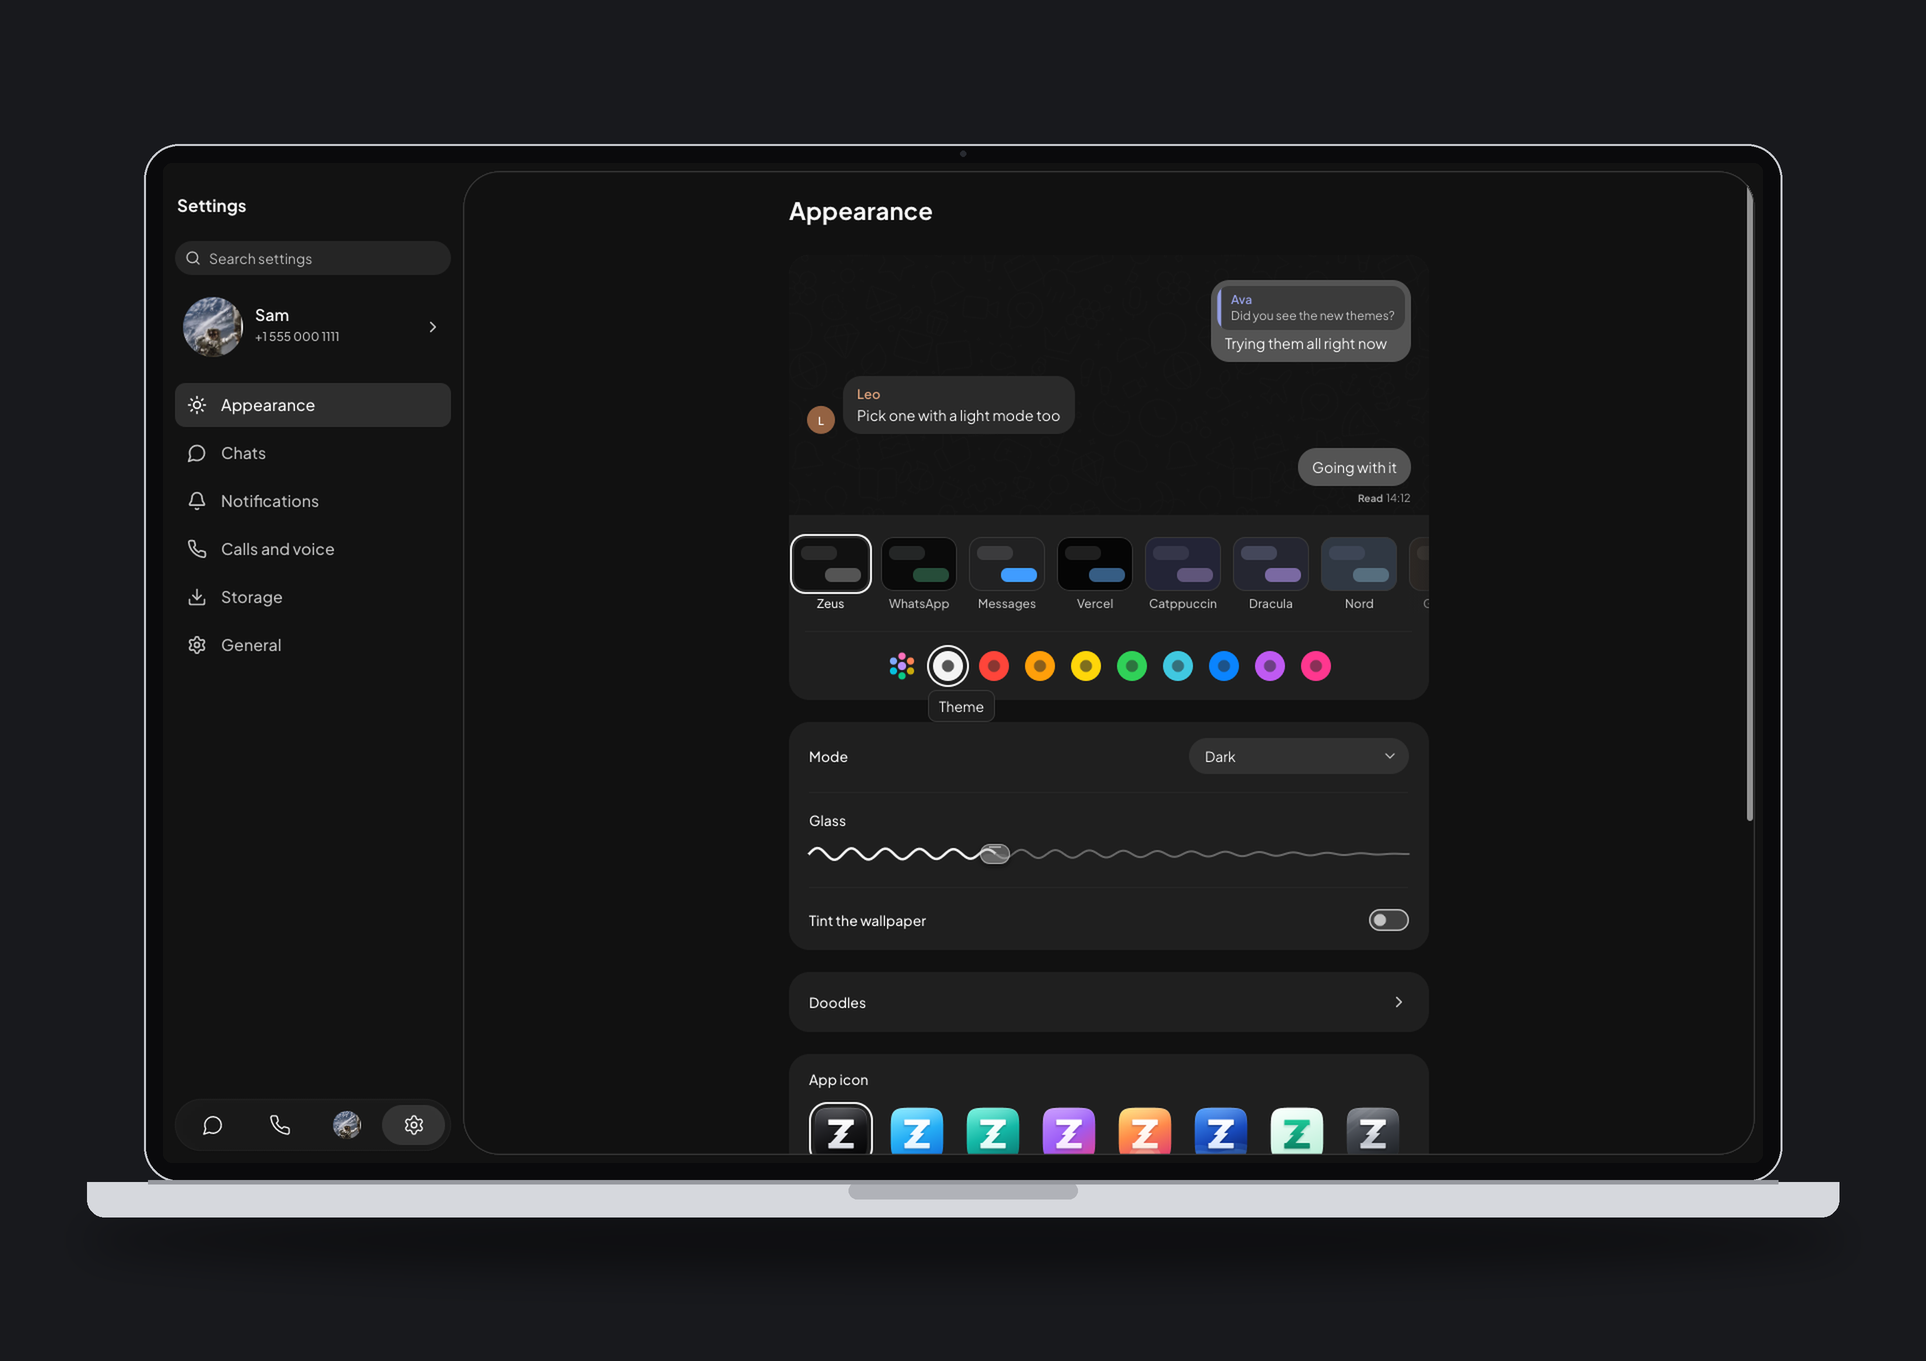 Settings
Search settings
Sam
+1 555 000 1111
Appearance
Chats
Notifications
Calls and voice
Storage
General
Appearance
Ava
Did you see the new themes?
Trying them all right now
Leo
L
Pick one with a light mode too
Going with it
Read 14:12
Zeus
WhatsApp
Messages
Vercel
Catppuccin
Dracula
Nord
Theme
Mode
Dark
Glass
Tint the wallpaper
Doodles
App icon
Z Z Z Z Z Z Z Z